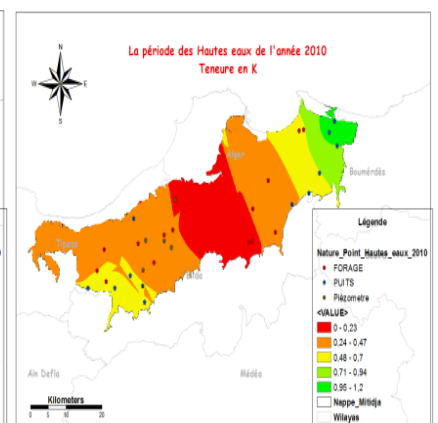 La période des Hautes eaux de l'année 2010
Teneure en K
N
W
E
S
Alger
Boumérdès
Tipaza
Blida
Ain Defla
Médéa
Légende
Nature_Point_Hautes_eaux_2010
FORAGE
PUITS
Pièzometre
<VALUE>
0 - 0,23
0,24 - 0,47
0,48 - 0,7
0,71 - 0,94
0,95 - 1,2
Nappe_Mitidja
Wilayas
Kilometers
0 5 10 20